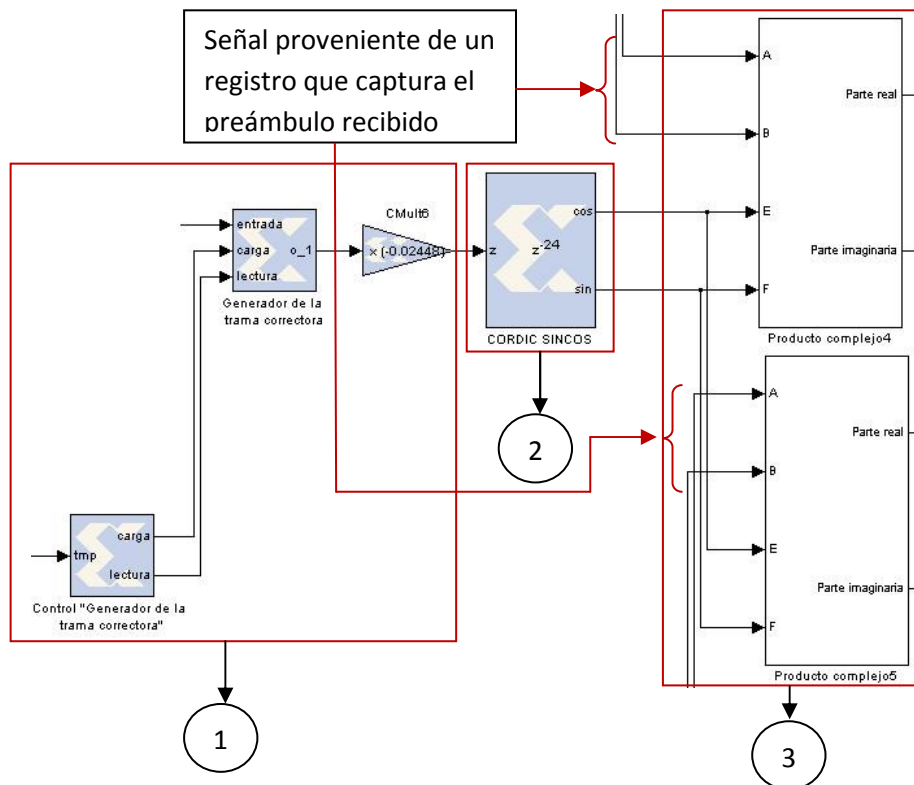 Señal proveniente de un
registro que captura el
preámbulo recibido
A
Parte real
B
E
Parte imaginaria
F
Producto complejo4
entrada
carga
o_1
lectura
Generador de la
trama correctora
CMult6
x (-0.02448)
z
cos
z-24
sin
CORDIC SINCOS
2
A
Parte real
B
E
Parte imaginaria
F
Producto complejo5
tmp
carga
lectura
Control "Generador de la
trama correctora"
1
3